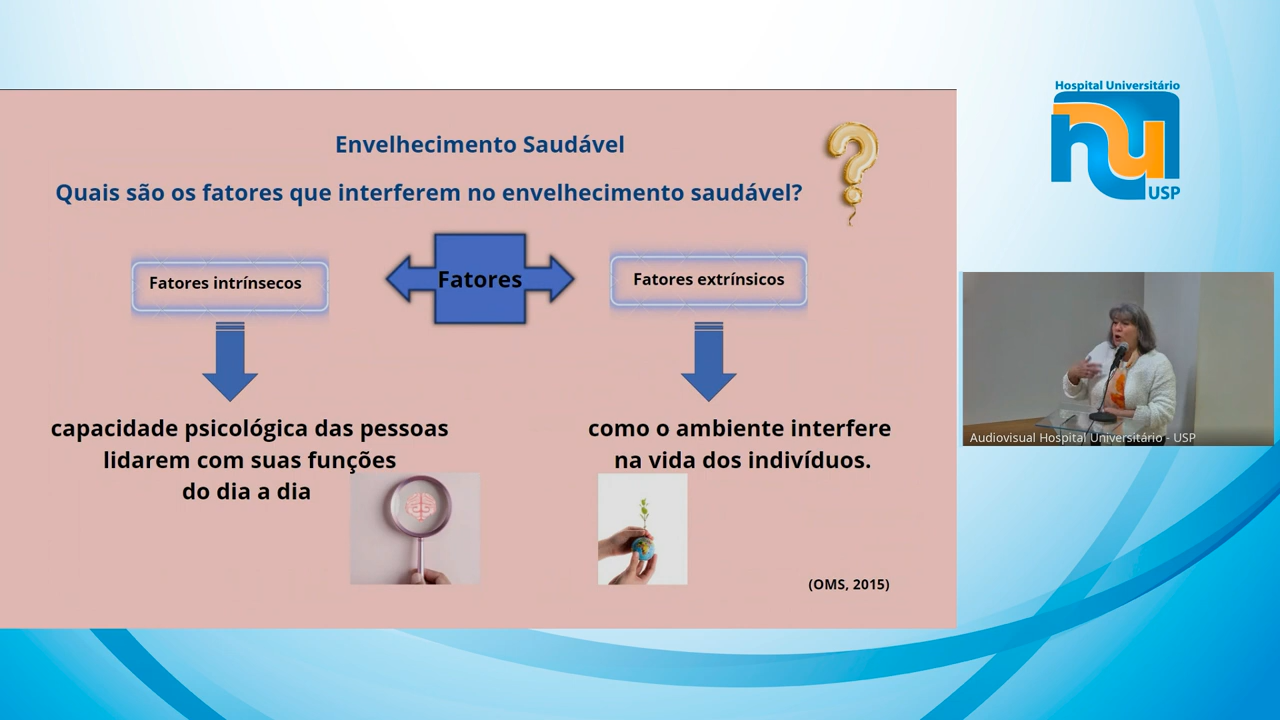 Envelhecimento Saudável
Quais são os fatores que interferem no envelhecimento saudável?
Fatores intrínsecos
Fatores
Fatores extrínsicos
capacidade psicológica das pessoas
lidarem com suas funções
do dia a dia
como o ambiente interfere
na vida dos indivíduos.
(OMS, 2015)
Hospital Universitário
hu
USP
Audiovisual Hospital Universitário - USP